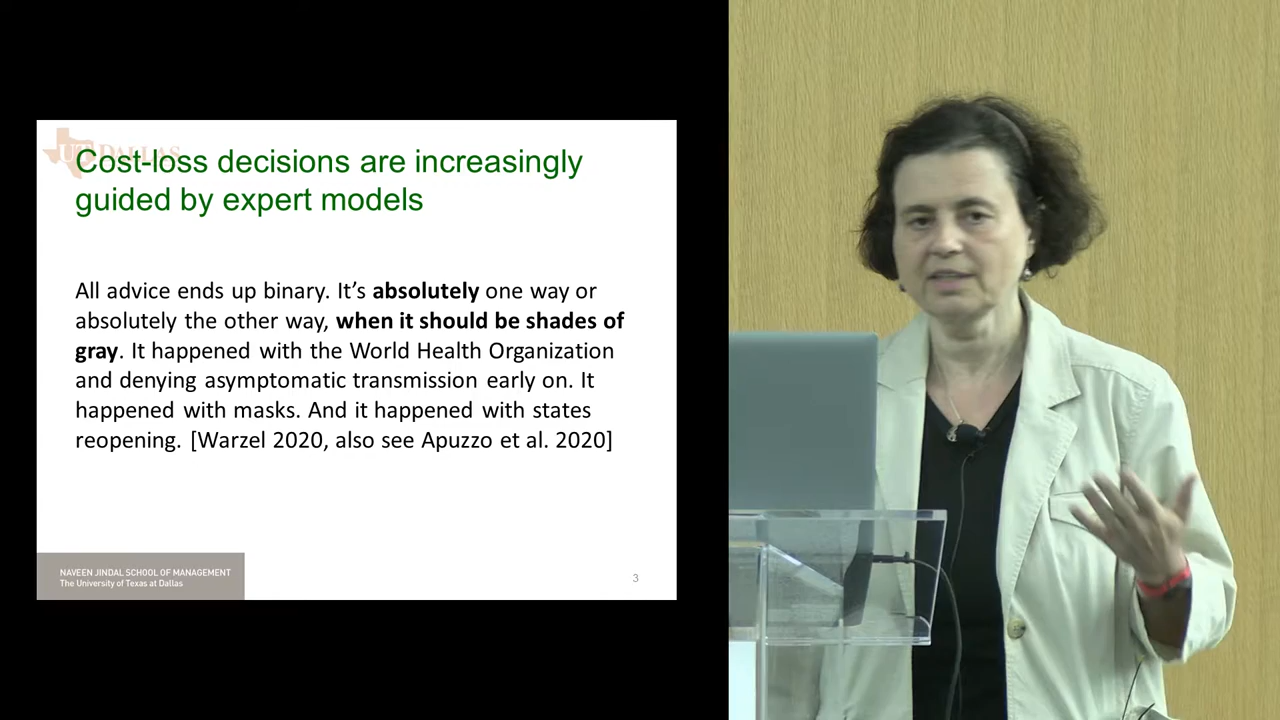 UT DALLAS
Cost-loss decisions are increasingly
guided by expert models
All advice ends up binary. It’s absolutely one way or
absolutely the other way, when it should be shades of
gray. It happened with the World Health Organization
and denying asymptomatic transmission early on. It
happened with masks. And it happened with states
reopening. [Warzel 2020, also see Apuzzo et al. 2020]
NAVEEN JINDAL SCHOOL OF MANAGEMENT
The University of Texas at Dallas
3